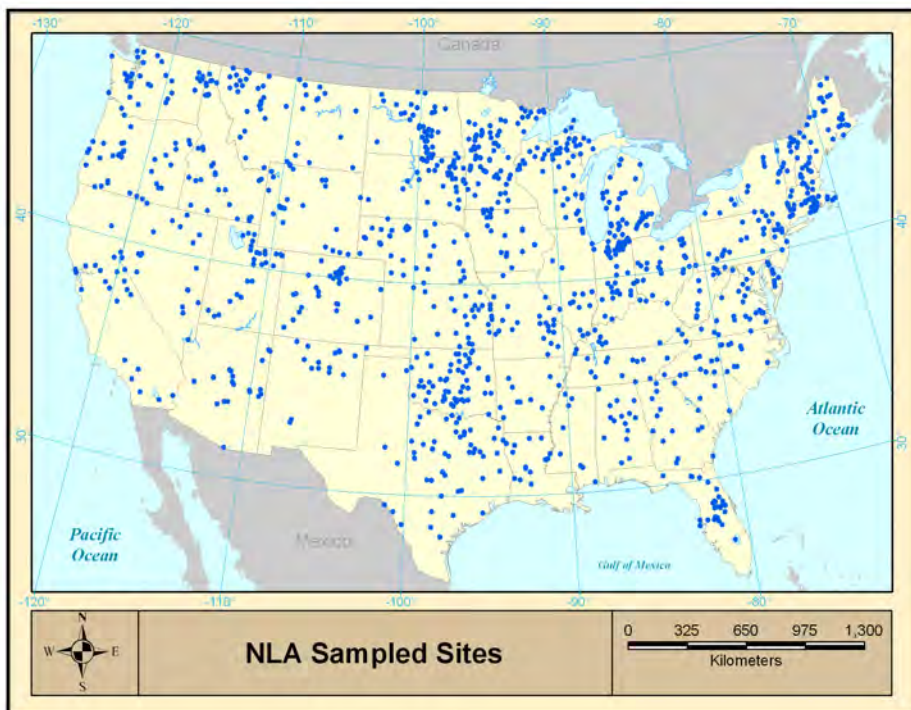 -130°
-120°
-110°
-100°
-90°
-80°
-70°
Canada
40°
40°
30°
30°
Atlantic
Ocean
Pacific
Ocean
Mexico
Gulf of Mexico
-120°
-110°
-100°
-90°
-80°
N
W E
S
NLA Sampled Sites
0 325 650 975 1,300
Kilometers